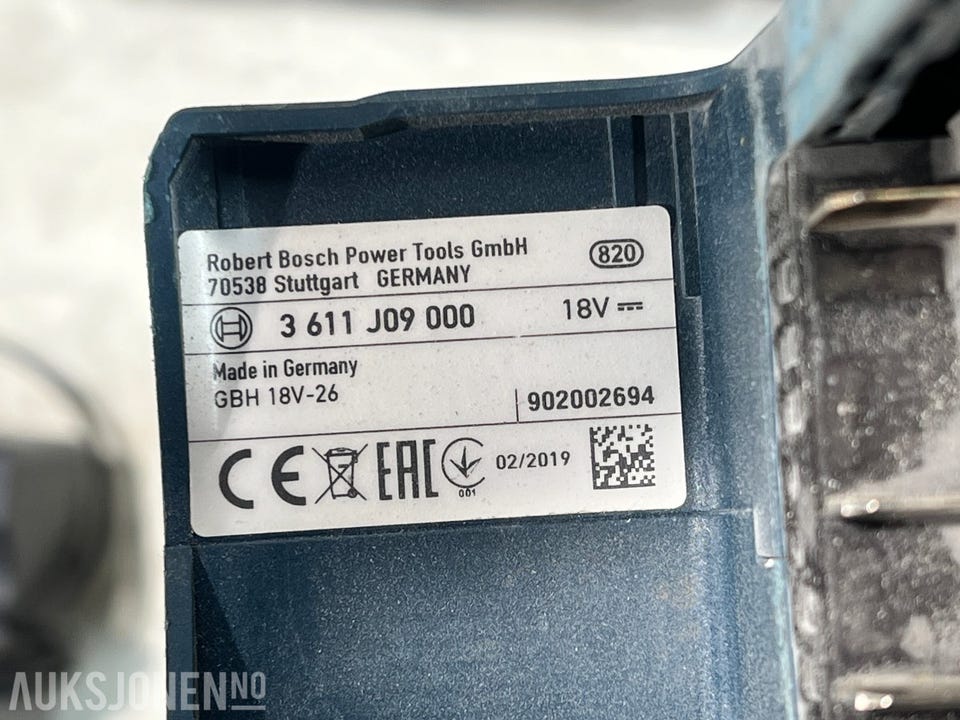 Robert Bosch Power Tools GmbH
70538 Stuttgart GERMANY
820
3 611 J09 000
18V
Made in Germany
GBH 18V-26
902002694
CE
EAC
001
02/2019
AUKSJONEN.NO